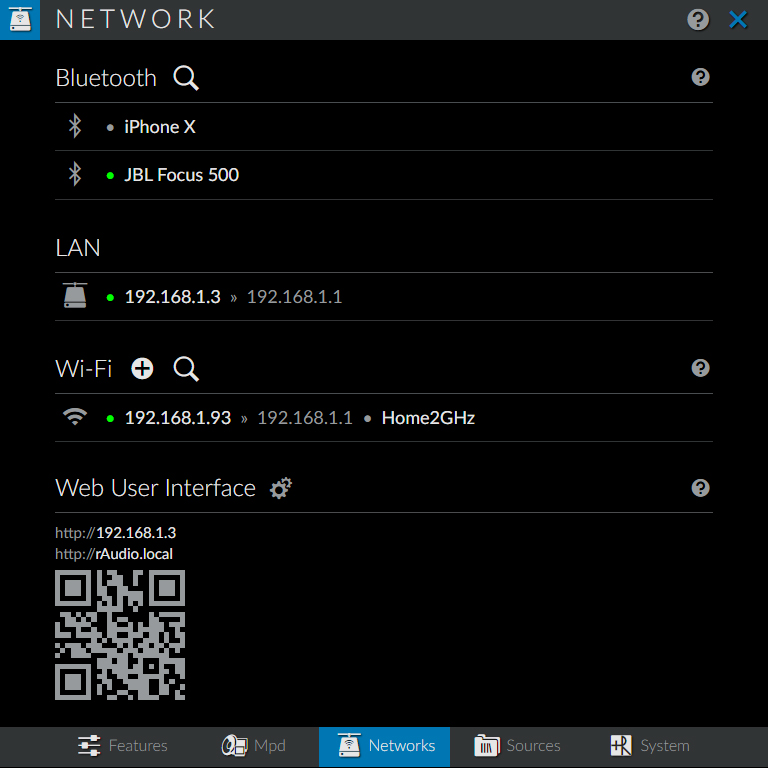 NETWORK
Bluetooth
• iPhone X
• JBL Focus 500
LAN
• 192.168.1.3 » 192.168.1.1
Wi-Fi
• 192.168.1.93 » 192.168.1.1 • Home2GHz
Web User Interface
http://192.168.1.3
http://rAudio.local
Features Mpd Networks Sources +R System